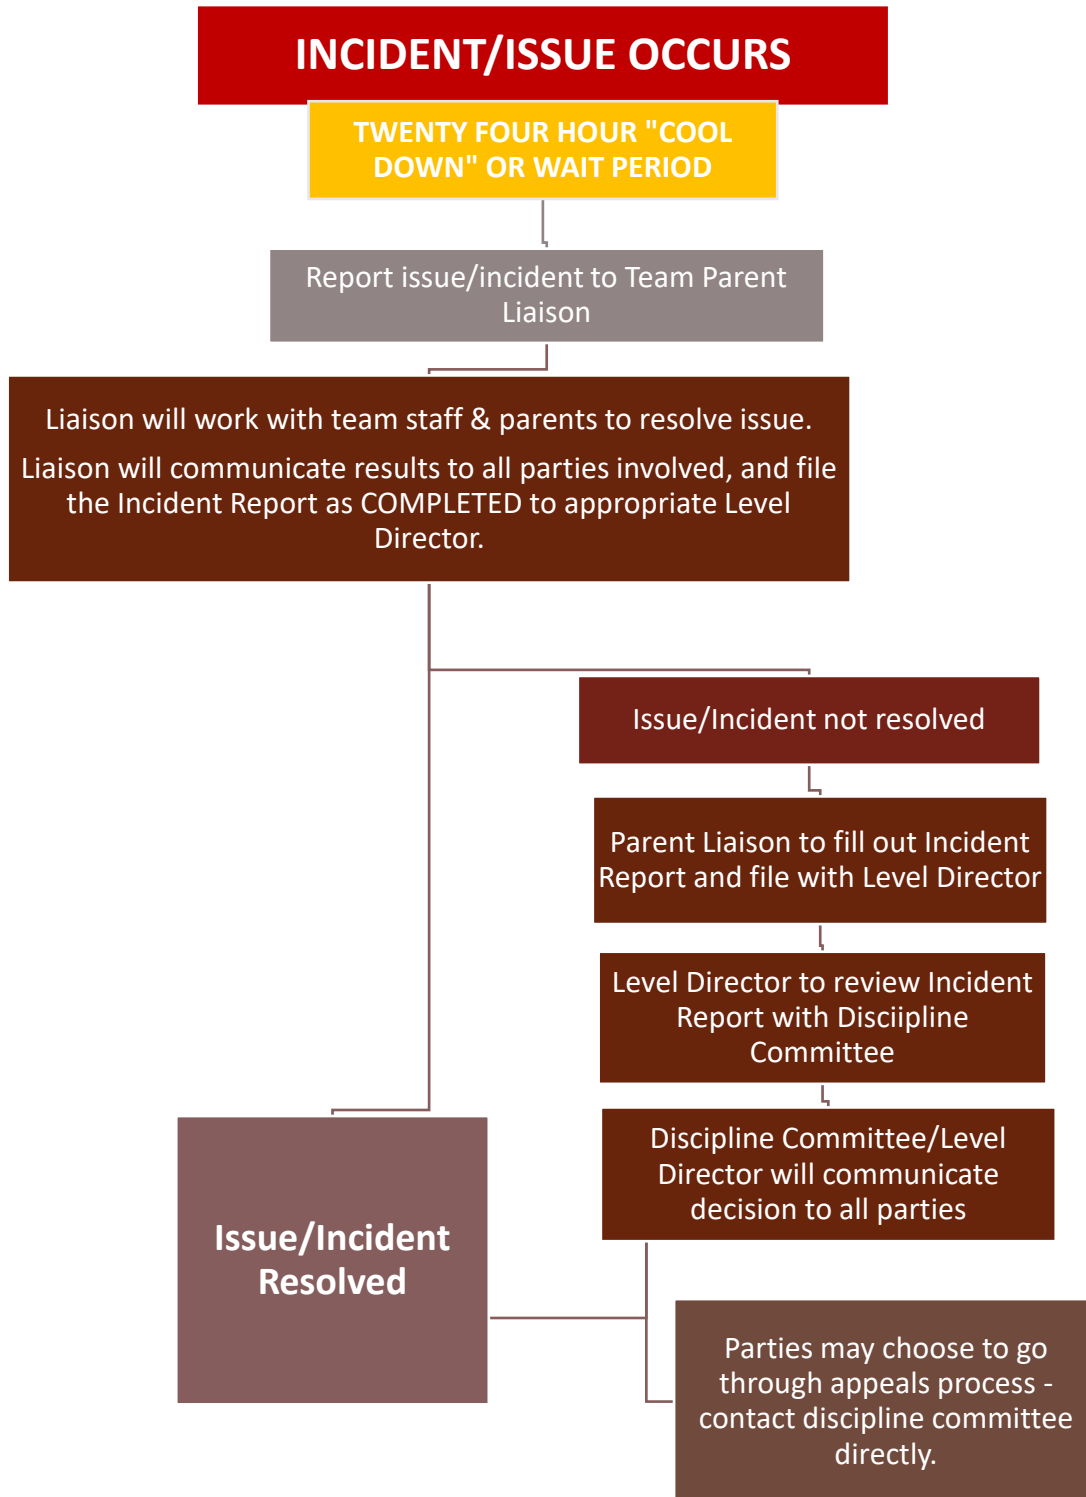 INCIDENT/ISSUE OCCURS
TWENTY FOUR HOUR "COOL
DOWN" OR WAIT PERIOD
Report issue/incident to Team Parent
Liaison
Liaison will work with team staff & parents to resolve issue.
Liaison will communicate results to all parties involved, and file
the Incident Report as COMPLETED to appropriate Level
Director.
Issue/Incident not resolved
Parent Liaison to fill out Incident
Report and file with Level Director
Level Director to review Incident
Report with Disciipline
Committee
Discipline Committee/Level
Director will communicate
decision to all parties
Issue/Incident
Resolved
Parties may choose to go
through appeals process -
contact discipline committee
directly.